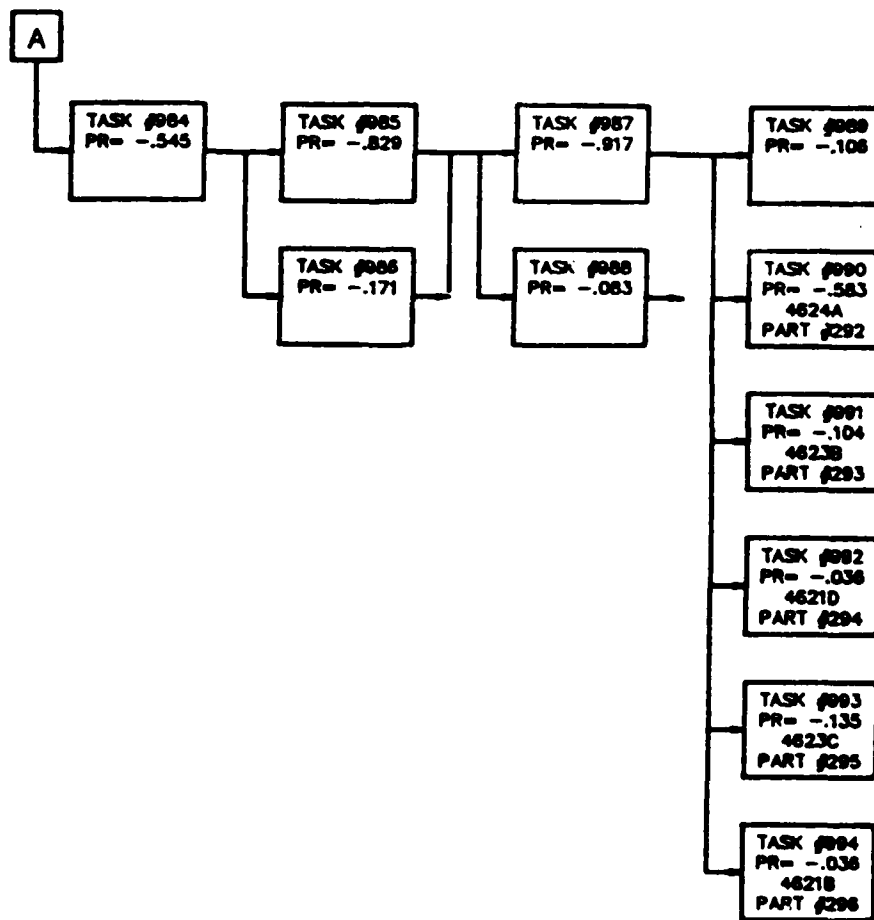 A
TASK #984
PR= -.545
TASK #985
PR= -.829
TASK #987
PR= -.917
TASK #989
PR= -.106
TASK #986
PR= -.171
TASK #988
PR= -.083
TASK #990
PR= -.583
4624A
PART #292
TASK #991
PR= -.104
4623B
PART #293
TASK #992
PR= -.036
4621D
PART #294
TASK #993
PR= -.135
4623C
PART #295
TASK #994
PR= -.036
4621B
PART #296